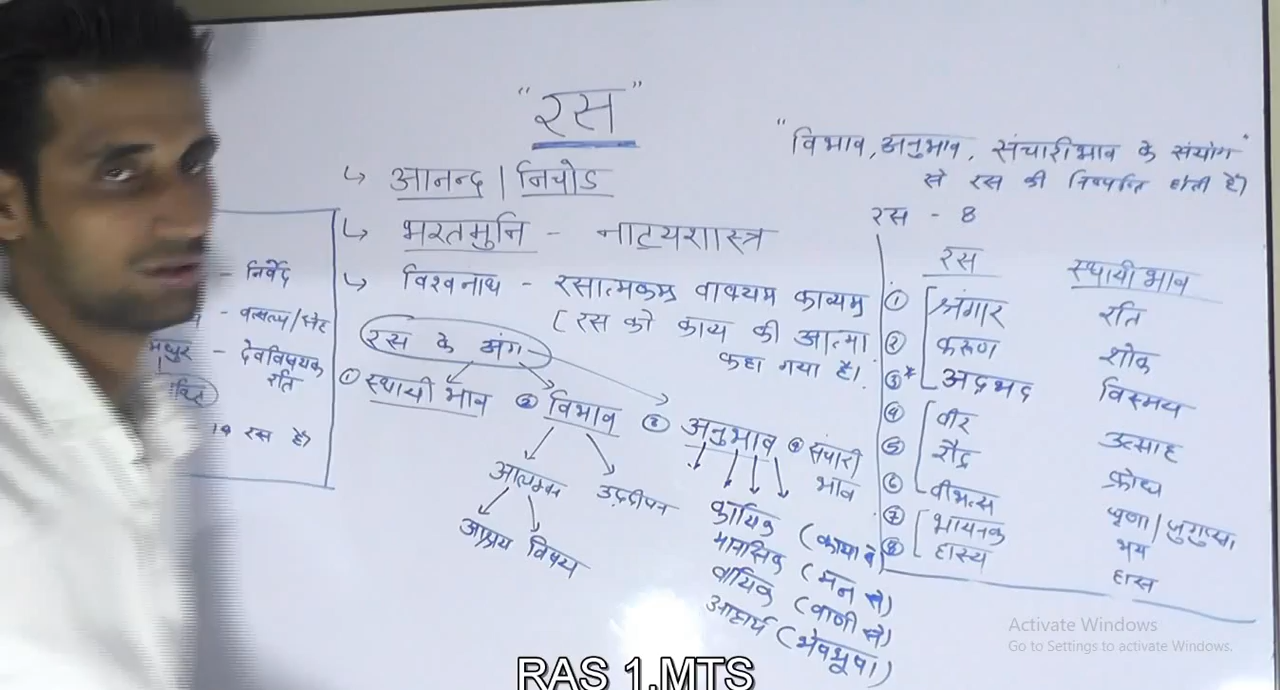 "रस"
↳ आनन्द | निचोड
↳ भरतमुनि - नाट्यशास्त्र
↳ विश्वनाथ - रसात्मकम वाक्यम काव्यम
(रस को काव्य की आत्मा
कहा गया है।
रस के अंग
① स्थायी भाव ② विभाव ③ अनुभाव ④ संचारी
भाव
आलम्बन उद्दीपन
आश्रय विषय
कायिक (काया से)
मानसिक (मन से)
वाचिक (वाणी से)
आहार्य (भेषभूषा)
"विभाव, अनुभाव, संचारीभाव के संयोग"
से रस की निष्पत्ति होती है)
रस - 8
रस स्थायी भाव
① श्रंगार रति
② करूण शोक
③* अदभुद विस्मय
④ वीर उत्साह
⑤ रौद्र क्रोध
⑥ वीभत्स घृणा/जुगुप्सा
⑦ भयानक भय
⑧ हास्य हास
- निर्वेद
- वत्सल्य/स्नेह
मधुर - देवविषयक
रति
रस है)
Activate Windows
Go to Settings to activate Windows.
RAS 1.MTS